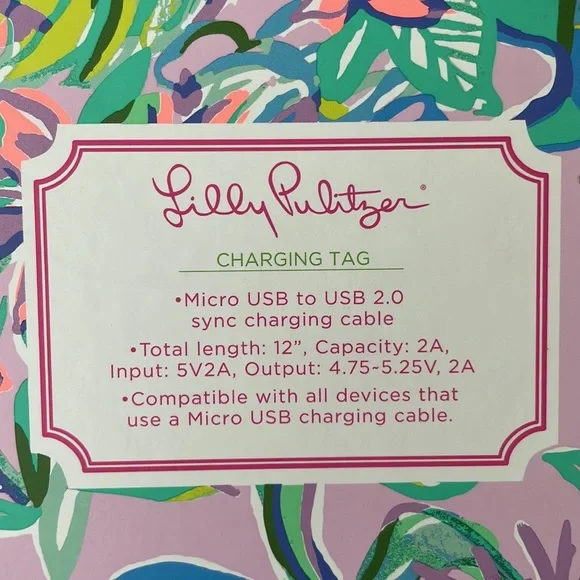 Lilly Pulitzer®
CHARGING TAG
•Micro USB to USB 2.0
sync charging cable
•Total length: 12”, Capacity: 2A,
Input: 5V2A, Output: 4.75~5.25V, 2A
•Compatible with all devices that
use a Micro USB charging cable.